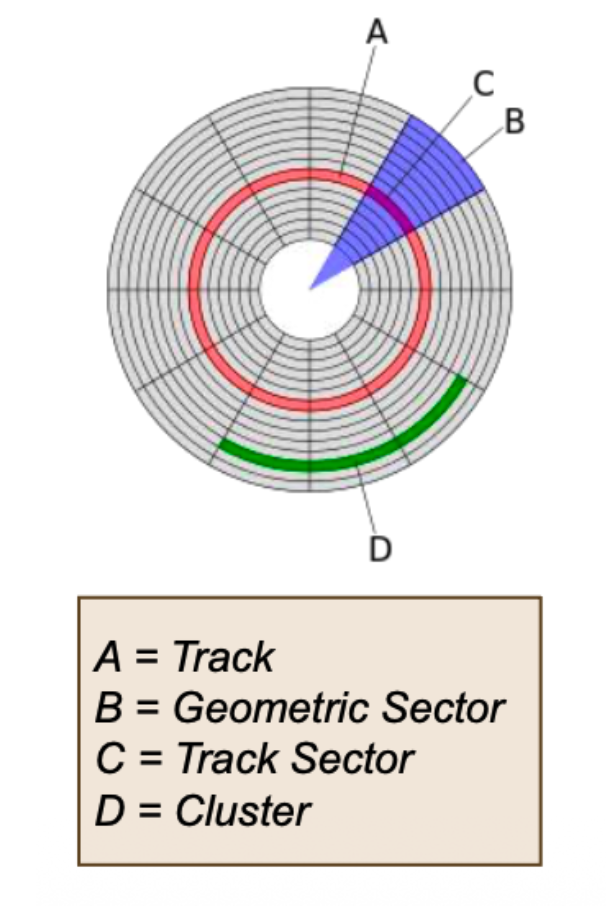 A
C
B
D
A = Track
B = Geometric Sector
C = Track Sector
D = Cluster